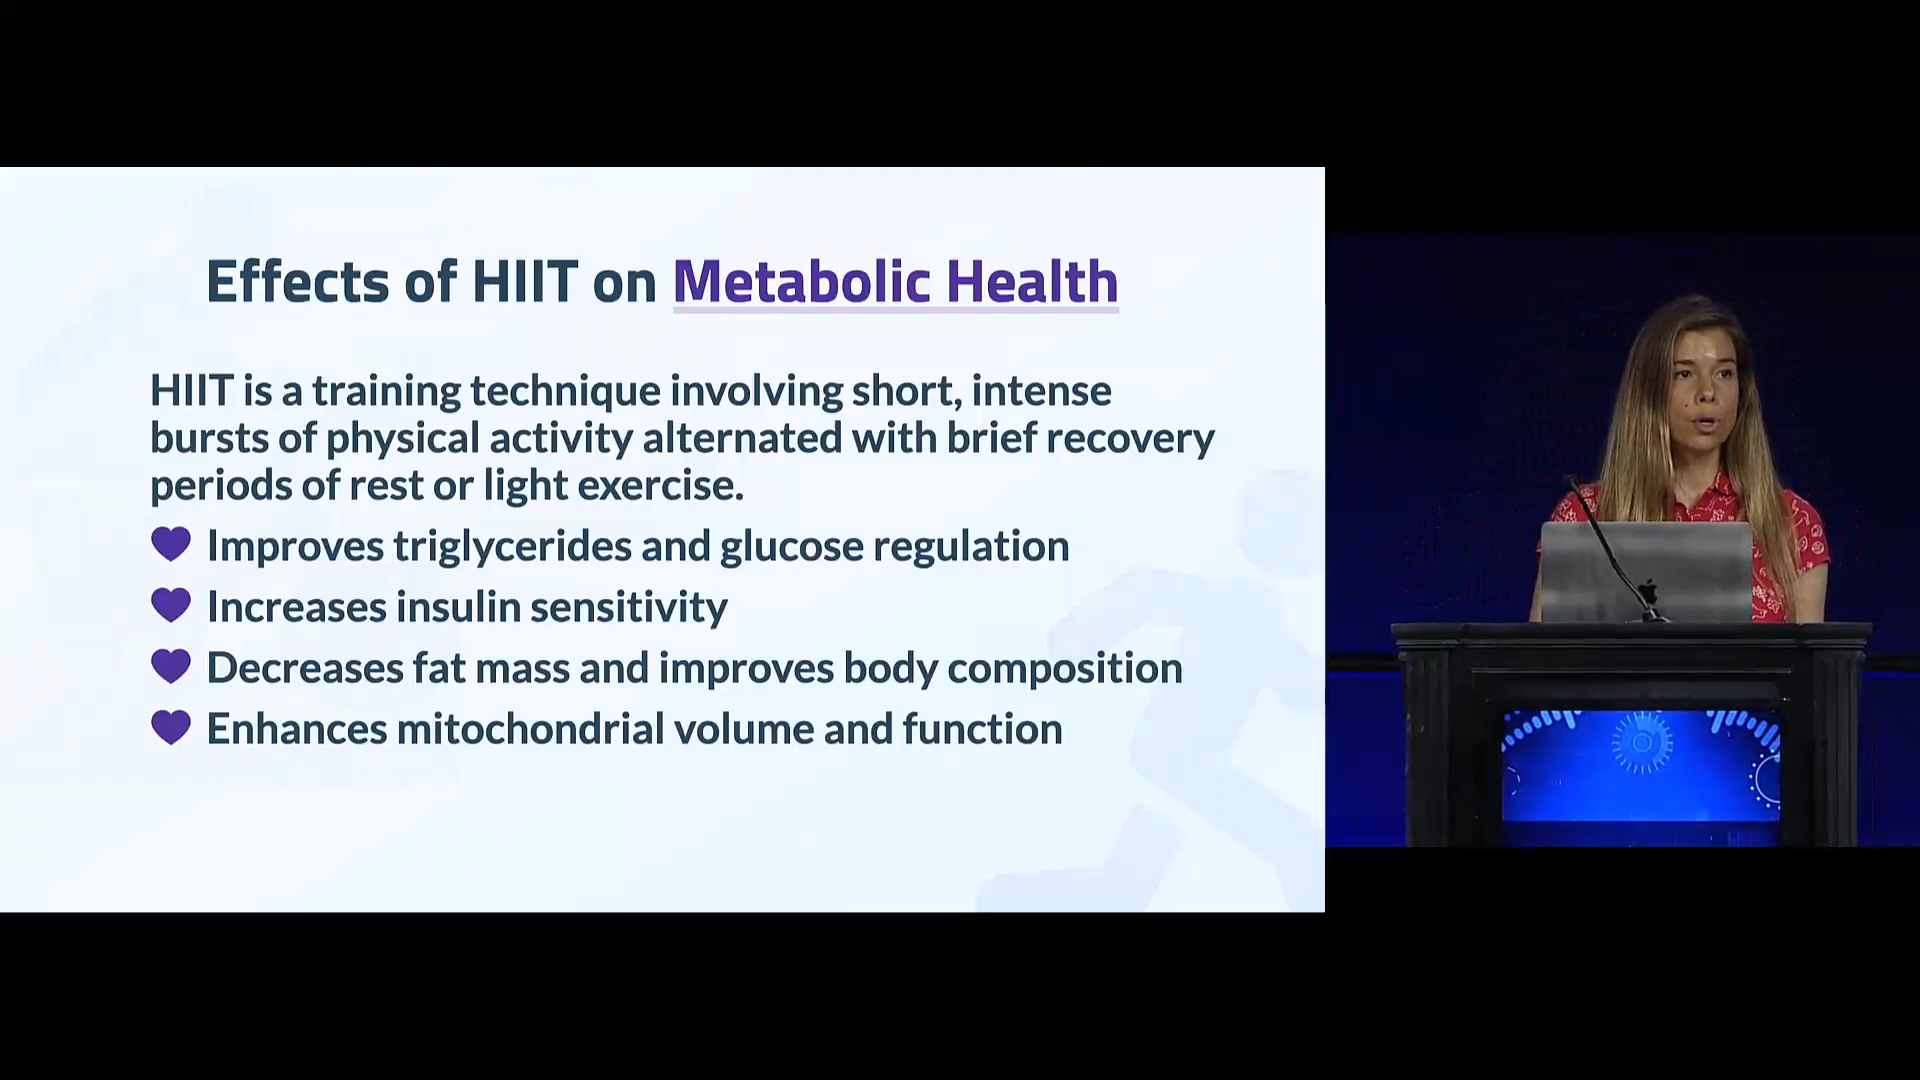 Effects of HIIT on Metabolic Health
HIIT is a training technique involving short, intense
bursts of physical activity alternated with brief recovery
periods of rest or light exercise.
Improves triglycerides and glucose regulation
Increases insulin sensitivity
Decreases fat mass and improves body composition
Enhances mitochondrial volume and function